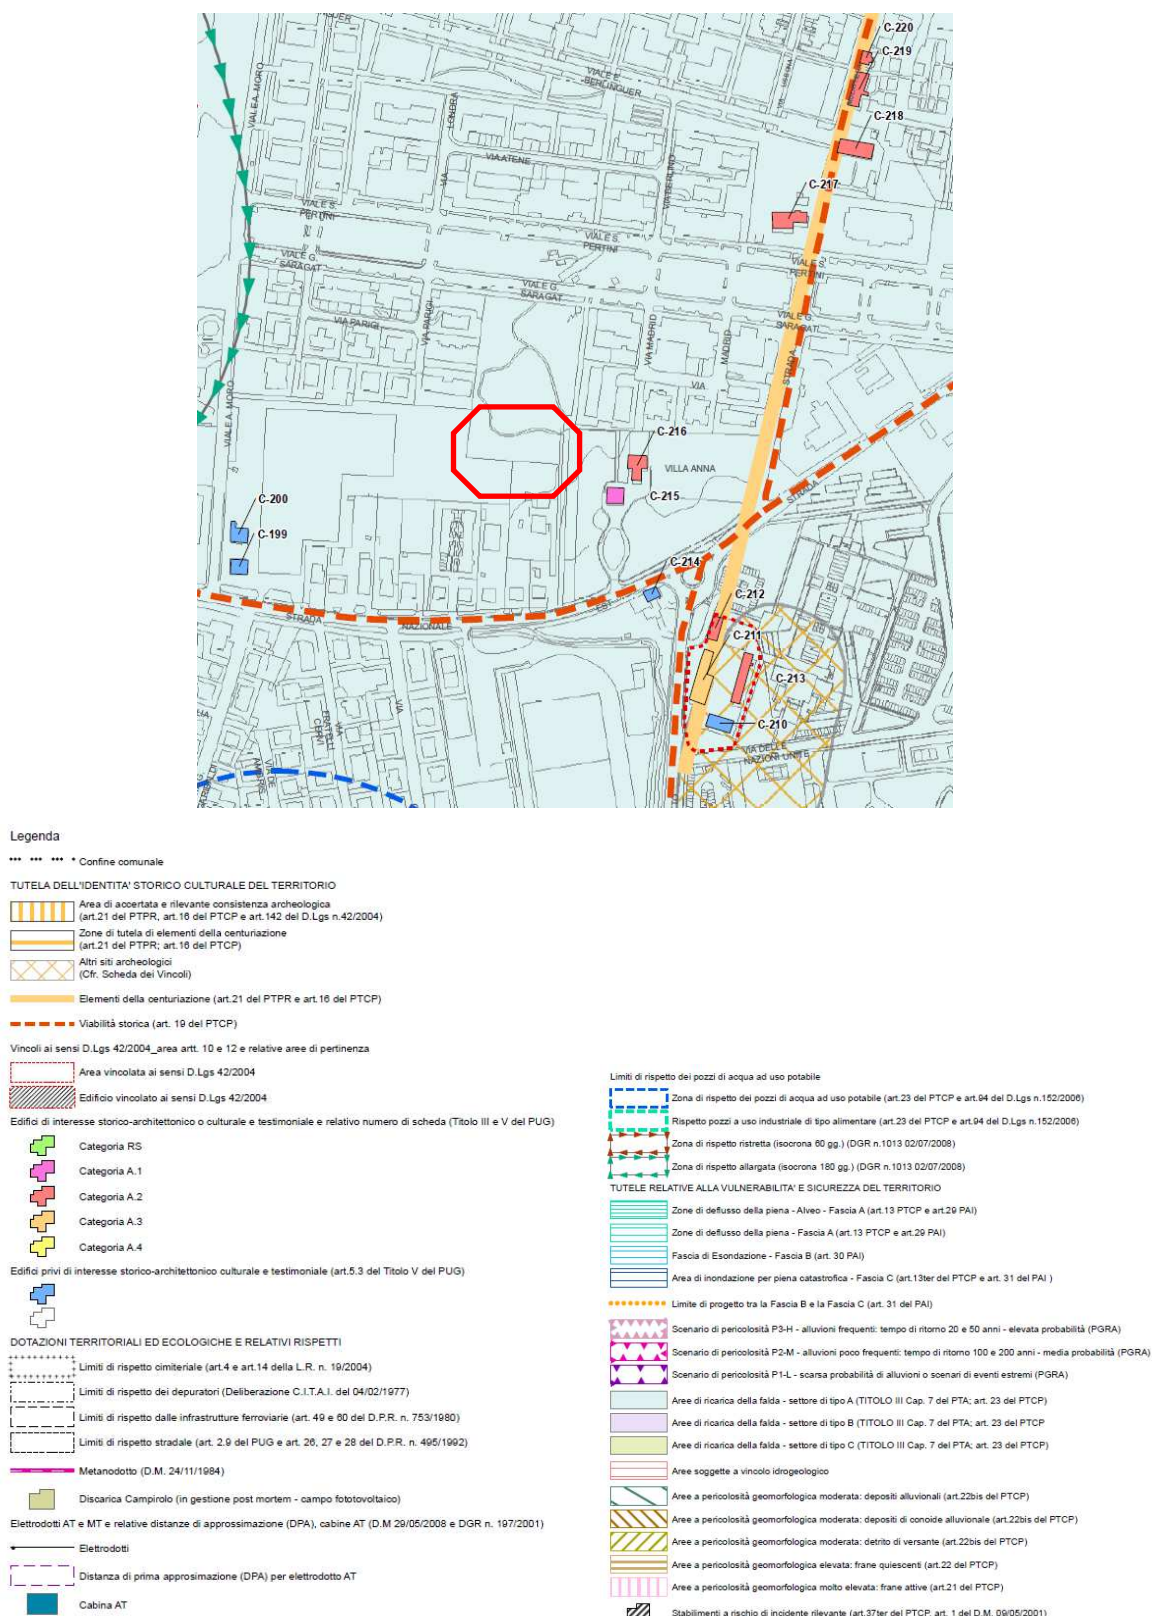 C-220
C-219
VIALE E.
BERLINGUER
VIALE A. MORO
LONDRA
C-218
VIA ATENE
VIA
VIA BERLINO
C-217
VIALE S.
PERTINI
VIALE S.
PERTINI
VIALE G.
SARAGAT
VIALE S.
PERTINI
VIALE G.
SARAGAT
VIA PARIGI
VIA PARIGI
VIA MADRID
MADRID
VIALE G.
SARAGAT
STRADA
VIA
VIALE A. MORO
C-216
VILLA ANNA
C-215
STRADA
C-200
C-199
C-214
EST
C-212
STRADA
NAZIONALE
C-211
C-213
C-210
VIA
FRATELLI
CERVI
VIA
VIA DE
AMICIS
GARIBALDI
VIA DELLE
NAZIONI UNITE
Legenda
Confine comunale
TUTELA DELL'IDENTITA' STORICO CULTURALE DEL TERRITORIO
Area di accertata e rilevante consistenza archeologica
(art.21 del PTPR, art.16 del PTCP e art.142 del D.Lgs n.42/2004)
Zone di tutela di elementi della centuriazione
(art.21 del PTPR; art.16 del PTCP)
Altri siti archeologici
(Cfr. Scheda dei Vincoli)
Elementi della centuriazione (art.21 del PTPR e art.16 del PTCP)
Viabilità storica (art. 19 del PTCP)
Vincoli ai sensi D.Lgs 42/2004_area artt. 10 e 12 e relative aree di pertinenza
Area vincolata ai sensi D.Lgs 42/2004
Edificio vincolato ai sensi D.Lgs 42/2004
Edifici di interesse storico-architettonico o culturale e testimoniale e relativo numero di scheda (Titolo III e V del PUG)
Categoria RS
Categoria A.1
Categoria A.2
Categoria A.3
Categoria A.4
Edifici privi di interesse storico-architettonico culturale e testimoniale (art.5.3 del Titolo V del PUG)
DOTAZIONI TERRITORIALI ED ECOLOGICHE E RELATIVI RISPETTI
Limiti di rispetto cimiteriale (art.4 e art.14 della L.R. n. 19/2004)
Limiti di rispetto dei depuratori (Deliberazione C.I.T.A.I. del 04/02/1977)
Limiti di rispetto dalle infrastrutture ferroviarie (art. 49 e 60 del D.P.R. n. 753/1980)
Limiti di rispetto stradale (art. 2.9 del PUG e art. 26, 27 e 28 del D.P.R. n. 495/1992)
Metanodotto (D.M. 24/11/1984)
Discarica Campirolo (in gestione post mortem - campo fototovoltaico)
Elettrodotti AT e MT e relative distanze di approssimazione (DPA), cabine AT (D.M 29/05/2008 e DGR n. 197/2001)
Elettrodotti
Distanza di prima approssimazione (DPA) per elettrodotto AT
Cabina AT
Limiti di rispetto dei pozzi di acqua ad uso potabile
Zona di rispetto dei pozzi di acqua ad uso potabile (art.23 del PTCP e art.94 del D.Lgs n.152/2006)
Rispetto pozzi a uso industriale di tipo alimentare (art.23 del PTCP e art.94 del D.Lgs n.152/2006)
Zona di rispetto ristretta (isocrona 60 gg.) (DGR n.1013 02/07/2008)
Zona di rispetto allargata (isocrona 180 gg.) (DGR n.1013 02/07/2008)
TUTELE RELATIVE ALLA VULNERABILITA' E SICUREZZA DEL TERRITORIO
Zone di deflusso della piena - Alveo - Fascia A (art.13 PTCP e art.29 PAI)
Zone di deflusso della piena - Fascia A (art.13 PTCP e art.29 PAI)
Fascia di Esondazione - Fascia B (art. 30 PAI)
Area di inondazione per piena catastrofica - Fascia C (art.13ter del PTCP e art. 31 del PAI )
Limite di progetto tra la Fascia B e la Fascia C (art. 31 del PAI)
Scenario di pericolosità P3-H - alluvioni frequenti: tempo di ritorno 20 e 50 anni - elevata probabilità (PGRA)
Scenario di pericolosità P2-M - alluvioni poco frequenti: tempo di ritorno 100 e 200 anni - media probabilità (PGRA)
Scenario di pericolosità P1-L - scarsa probabilità di alluvioni o scenari di eventi estremi (PGRA)
Aree di ricarica della falda - settore di tipo A (TITOLO III Cap. 7 del PTA; art. 23 del PTCP)
Aree di ricarica della falda - settore di tipo B (TITOLO III Cap. 7 del PTA; art. 23 del PTCP
Aree di ricarica della falda - settore di tipo C (TITOLO III Cap. 7 del PTA; art. 23 del PTCP)
Aree soggette a vincolo idrogeologico
Aree a pericolosità geomorfologica moderata: depositi alluvionali (art.22bis del PTCP)
Aree a pericolosità geomorfologica moderata: depositi di conoide alluvionale (art.22bis del PTCP)
Aree a pericolosità geomorfologica moderata: detrito di versante (art.22bis del PTCP)
Aree a pericolosità geomorfologica elevata: frane quiescenti (art.22 del PTCP)
Aree a pericolosità geomorfologica molto elevata: frane attive (art.21 del PTCP)
Stabilimenti a rischio di incidente rilevante (art.37ter del PTCP, art. 1 del D.M. 09/05/2001)